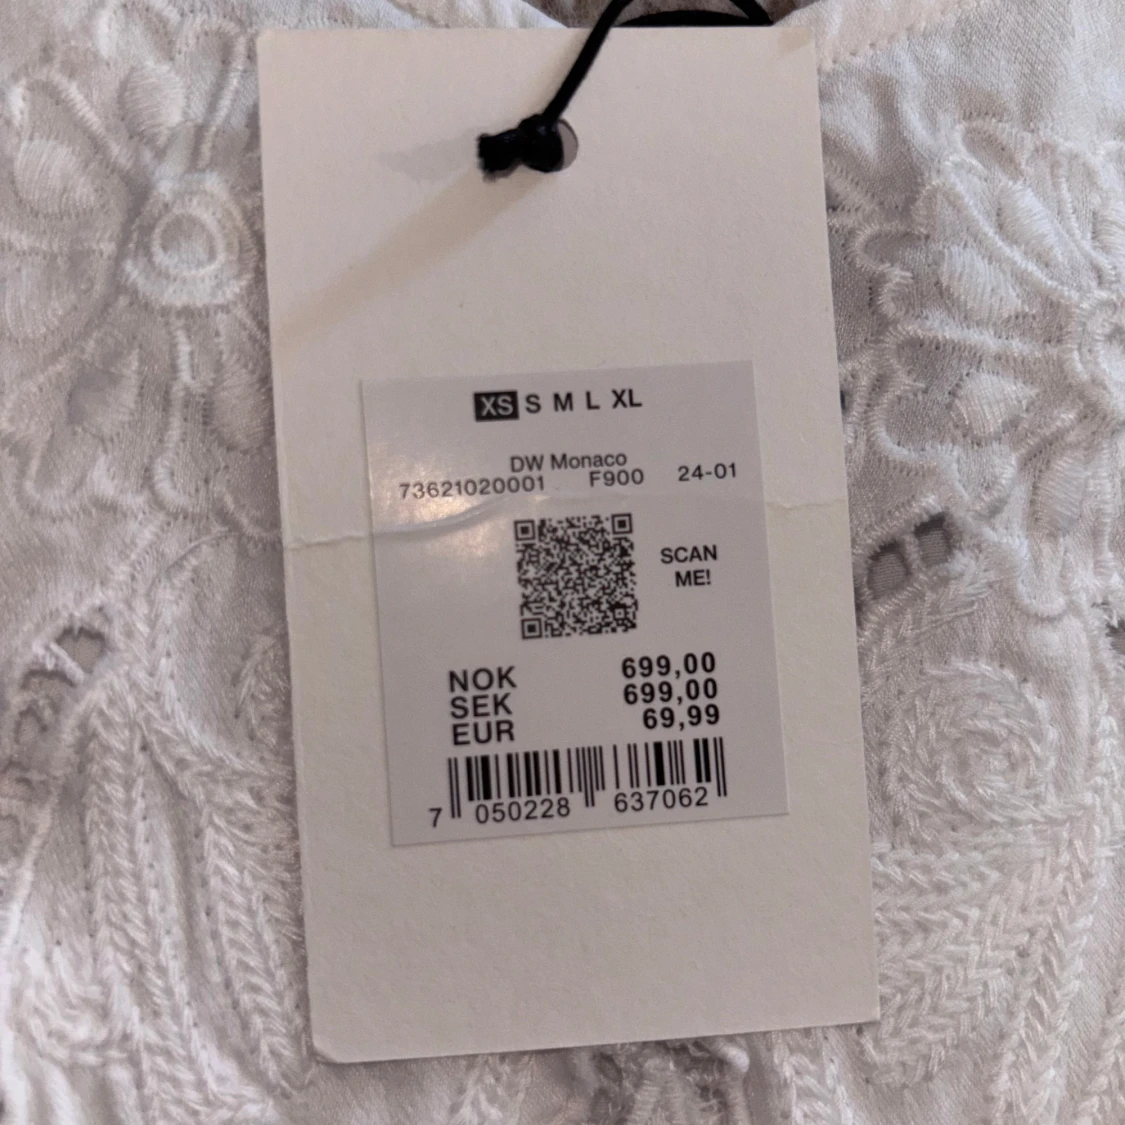 XS S M L XL
DW Monaco
73621020001 F900 24-01
SCAN
ME!
NOK 699,00
SEK 699,00
EUR 69,99
7 050228 637062